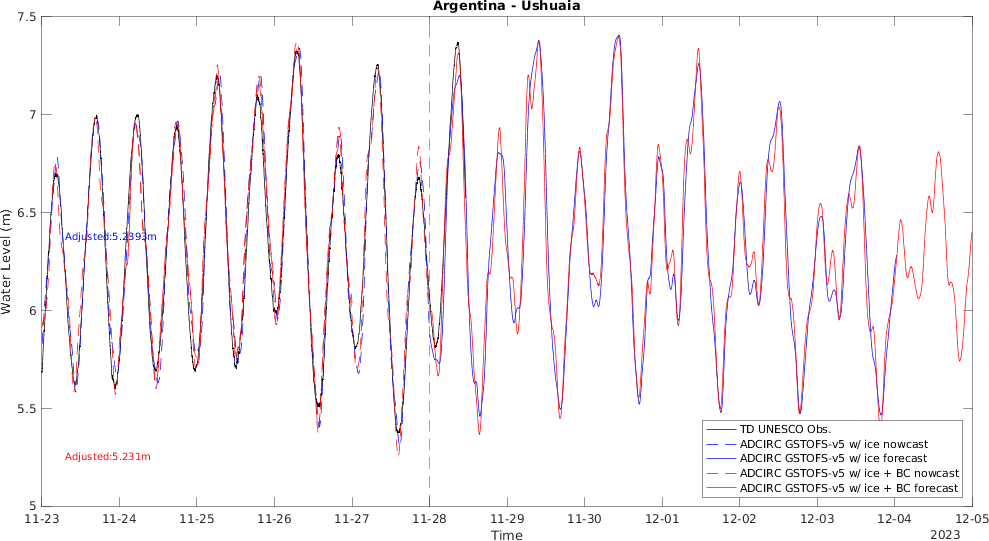 Argentina - Ushuaia
7.5
7
6.5
6
5.5
5
Water Level (m)
Adjusted:5.2393m
Adjusted:5.231m
TD UNESCO Obs.
ADCIRC GSTOFS-v5 w/ ice nowcast
ADCIRC GSTOFS-v5 w/ ice forecast
ADCIRC GSTOFS-v5 w/ ice + BC nowcast
ADCIRC GSTOFS-v5 w/ ice + BC forecast
11-23 11-24 11-25 11-26 11-27 11-28 11-29 11-30 12-01 12-02 12-03 12-04 12-05
Time
2023